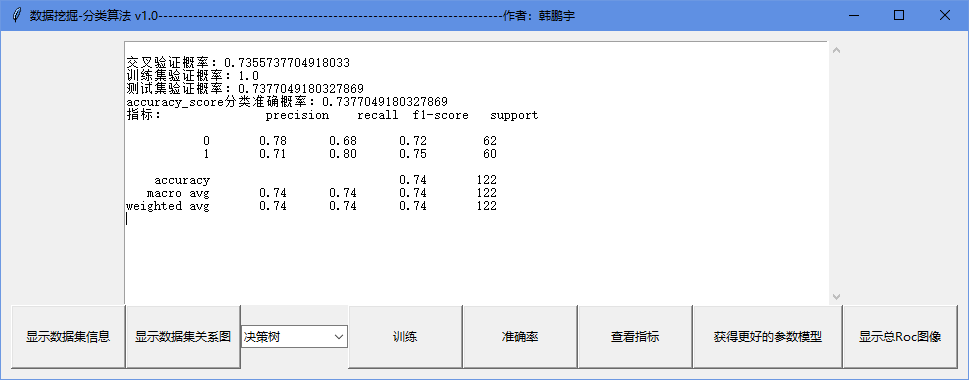 数据挖掘-分类算法 v1.0---------------------------------------------------------------------作者：韩鹏宇
交叉验证概率：0.7355737704918033
训练集验证概率：1.0
测试集验证概率：0.7377049180327869
accuracy_score分类准确概率：0.7377049180327869
指标： precision recall f1-score support
0 0.78 0.68 0.72 62
1 0.71 0.80 0.75 60
accuracy 0.74 122
macro avg 0.74 0.74 0.74 122
weighted avg 0.74 0.74 0.74 122
显示数据集信息 显示数据集关系图 决策树 训练 准确率 查看指标 获得更好的参数模型 显示总Roc图像